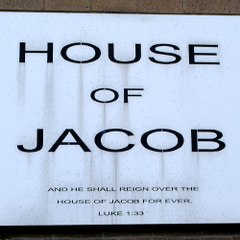 HOUSE
OF
JACOB
AND HE SHALL REIGN OVER THE
HOUSE OF JACOB FOR EVER.
LUKE 1:33